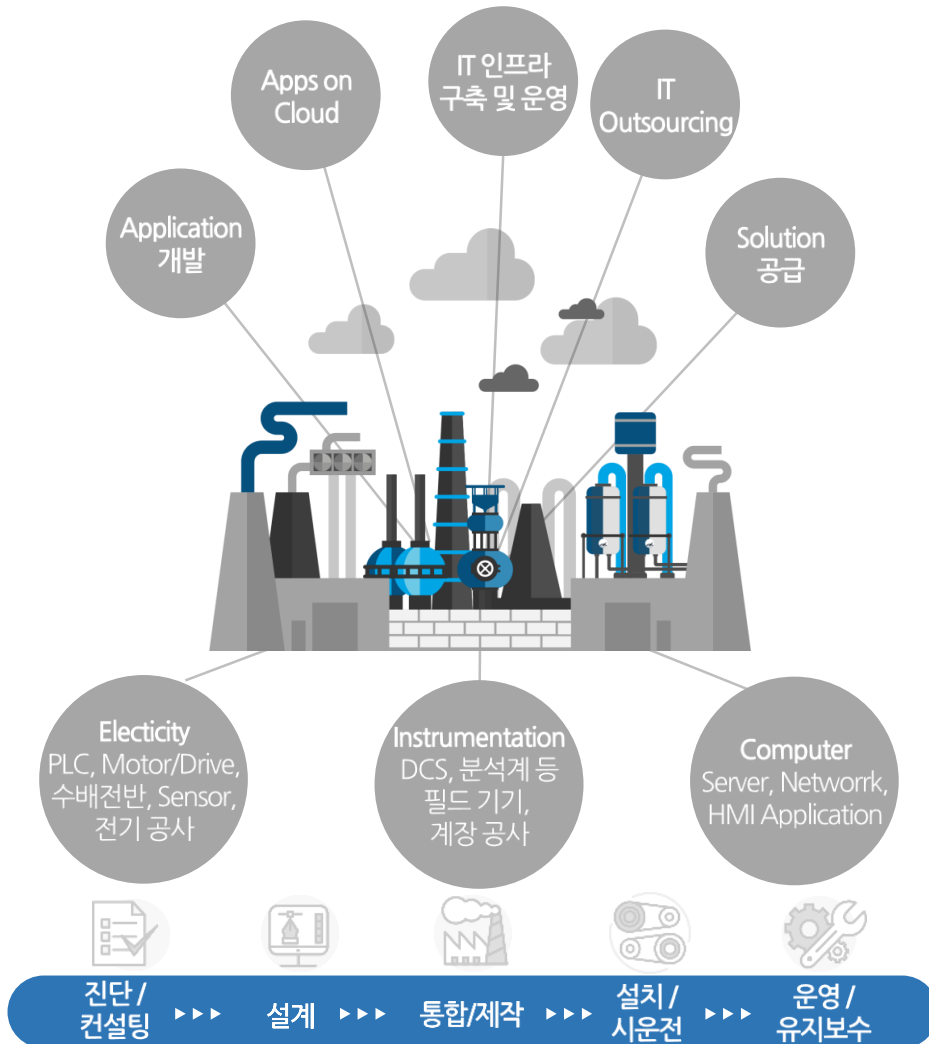 Apps on
Cloud
IT 인프라
구축 및 운영
IT
Outsourcing
Application
개발
Solution
공급
Electicity
PLC, Motor/Drive,
수배전반, Sensor,
전기 공사
Instrumentation
DCS, 분석계 등
필드 기기,
계장 공사
Computer
Server, Networrk,
HMI Application
진단 /
컨설팅
설계
통합/제작
설치 /
시운전
운영 /
유지보수